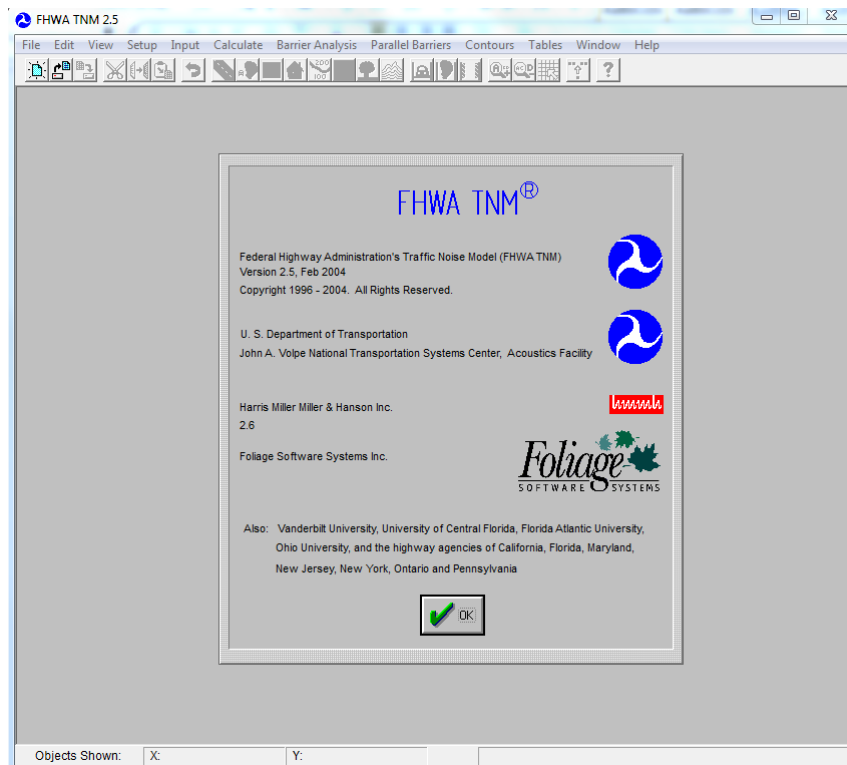 FHWA TNM 2.5
File Edit View Setup Input Calculate Barrier Analysis Parallel Barriers Contours Tables Window Help
FHWA TNM®
Federal Highway Administration's Traffic Noise Model (FHWA TNM)
Version 2.5, Feb 2004
Copyright 1996 - 2004. All Rights Reserved.
U. S. Department of Transportation
John A. Volpe National Transportation Systems Center, Acoustics Facility
Harris Miller Miller & Hanson Inc.
hmmh
2.6
Foliage Software Systems Inc.
Foliage
SOFTWARE SYSTEMS
Also: Vanderbilt University, University of Central Florida, Florida Atlantic University,
Ohio University, and the highway agencies of California, Florida, Maryland,
New Jersey, New York, Ontario and Pennsylvania
OK
Objects Shown: X: Y: